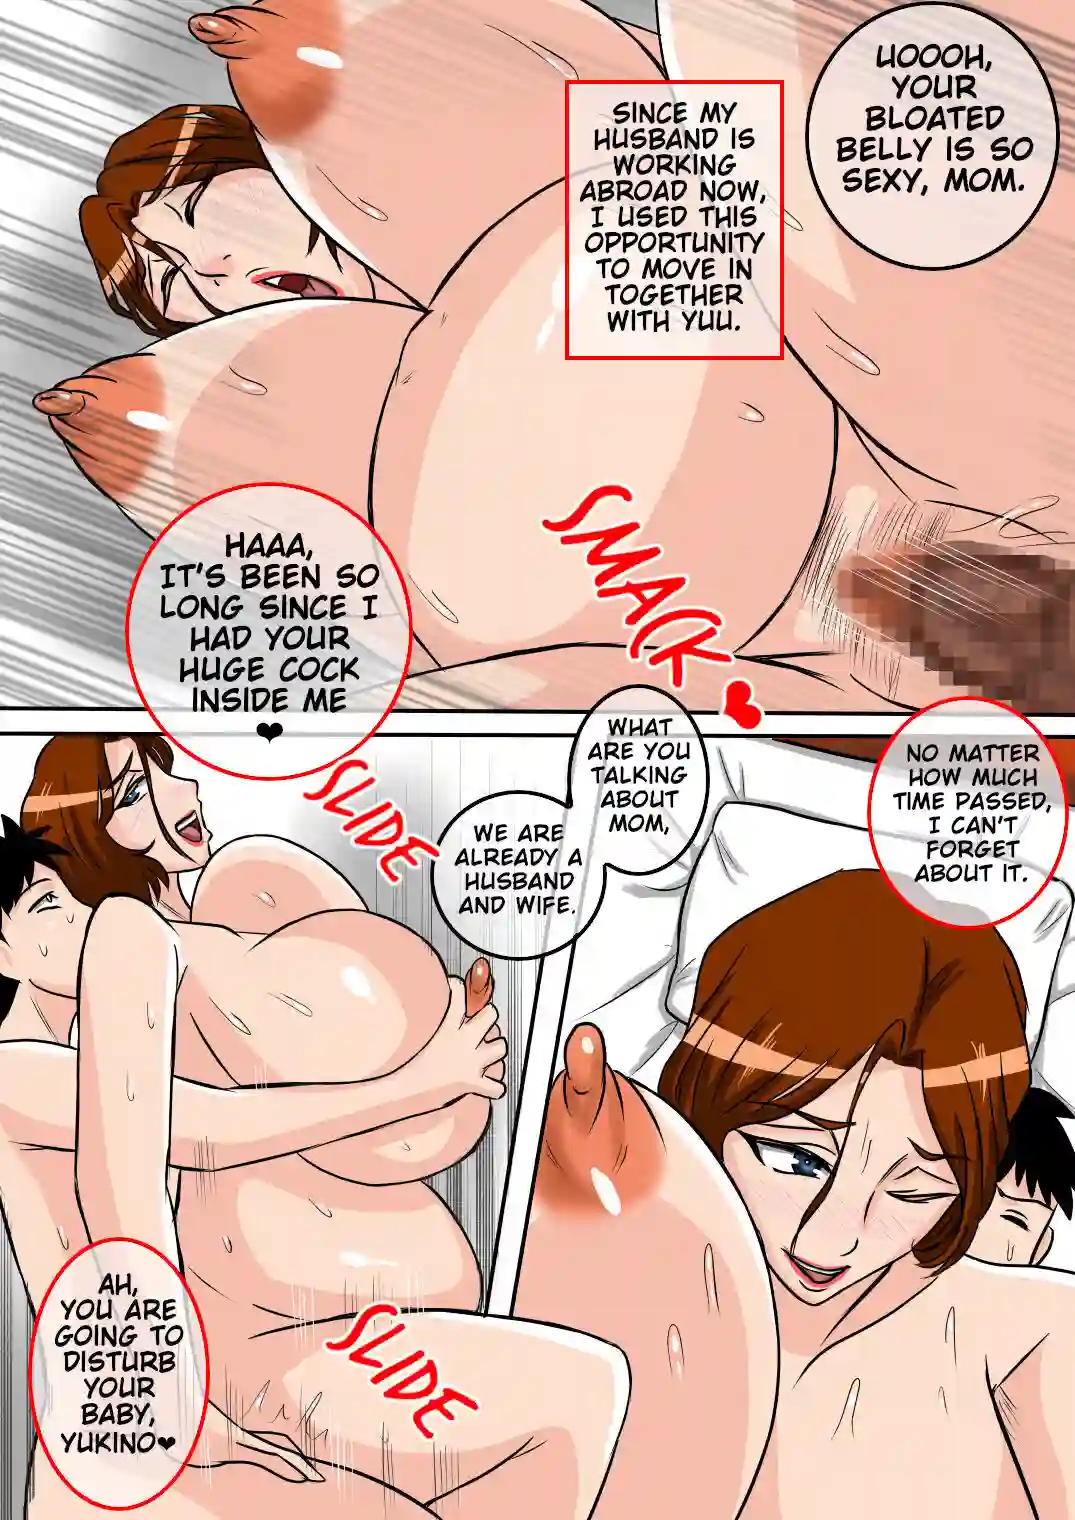 UOOOH,
YOUR
BLOATED
BELLY IS SO
SEXY, MOM.
SINCE MY
HUSBAND IS
WORKING
ABROAD NOW,
I USED THIS
OPPORTUNITY
TO MOVE IN
TOGETHER
WITH YUU.
SMACK
HAAA,
IT'S BEEN SO
LONG SINCE I
HAD YOUR
HUGE COCK
INSIDE ME
❤
WHAT
ARE YOU
TALKING
ABOUT
MOM,
WE ARE
ALREADY A
HUSBAND
AND WIFE.
SLIDE
SLIDE
AH,
YOU ARE
GOING TO
DISTURB
YOUR
BABY,
YUKINO❤
NO MATTER
HOW MUCH
TIME PASSED,
I CAN'T
FORGET
ABOUT IT.